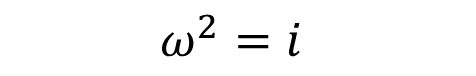 ω² = i